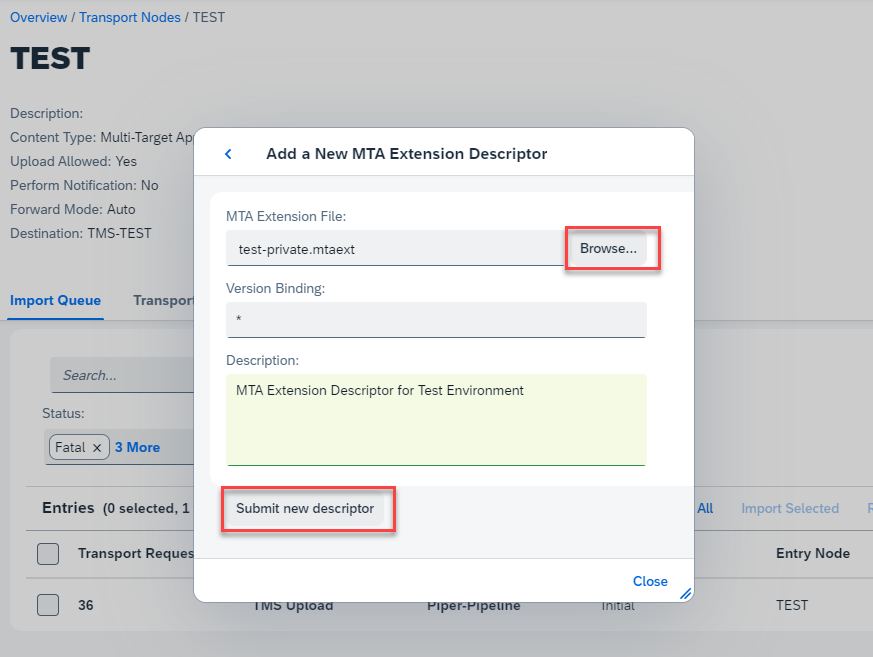 Overview / Transport Nodes / TEST
TEST
Description:
Content Type: Multi-Target Ap
Upload Allowed: Yes
Perform Notification: No
Forward Mode: Auto
Destination: TMS-TEST
Import Queue Transport
Search...
Status:
Fatal × 3 More
Entries (0 selected, 1 All Import Selected R
Transport Reques Entry Node
36 TMS Upload Piper-Pipeline Initial TEST
Add a New MTA Extension Descriptor
MTA Extension File:
test-private.mtaext Browse...
Version Binding:
*
Description:
MTA Extension Descriptor for Test Environment
Submit new descriptor
Close